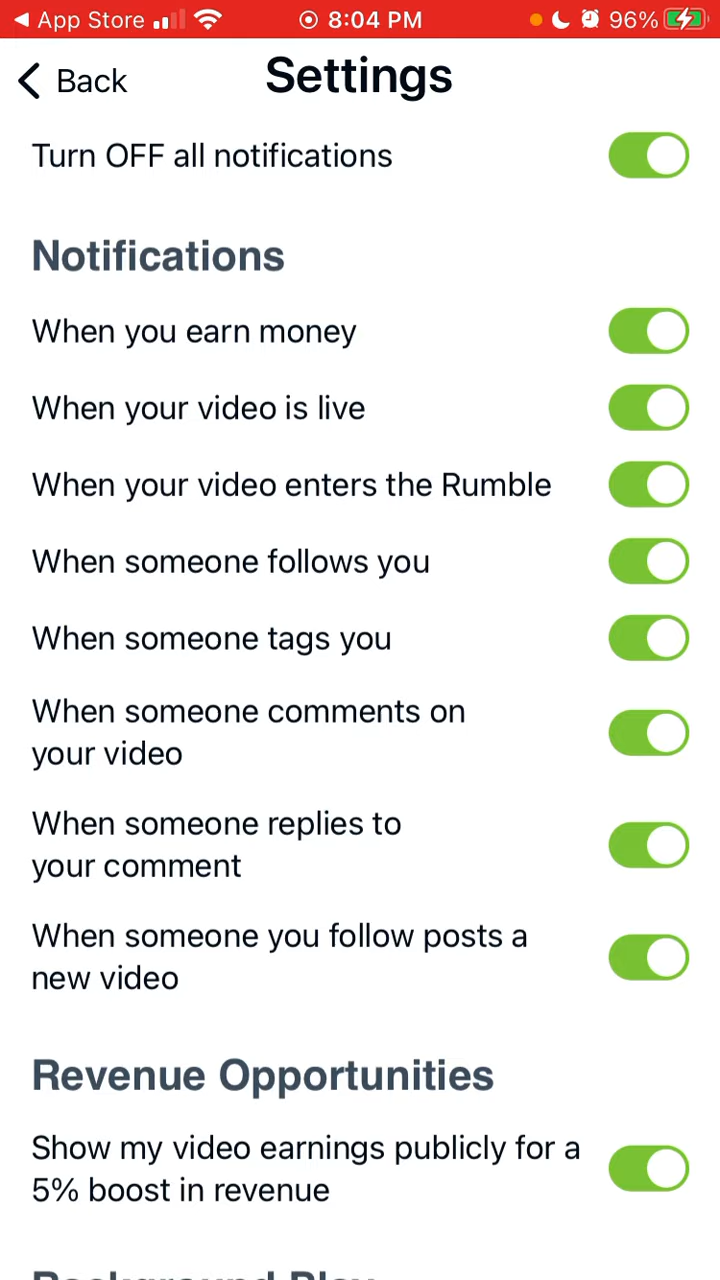 App Store 8:04 PM 96%
Back Settings
Turn OFF all notifications
Notifications
When you earn money
When your video is live
When your video enters the Rumble
When someone follows you
When someone tags you
When someone comments on
your video
When someone replies to
your comment
When someone you follow posts a
new video
Revenue Opportunities
Show my video earnings publicly for a
5% boost in revenue